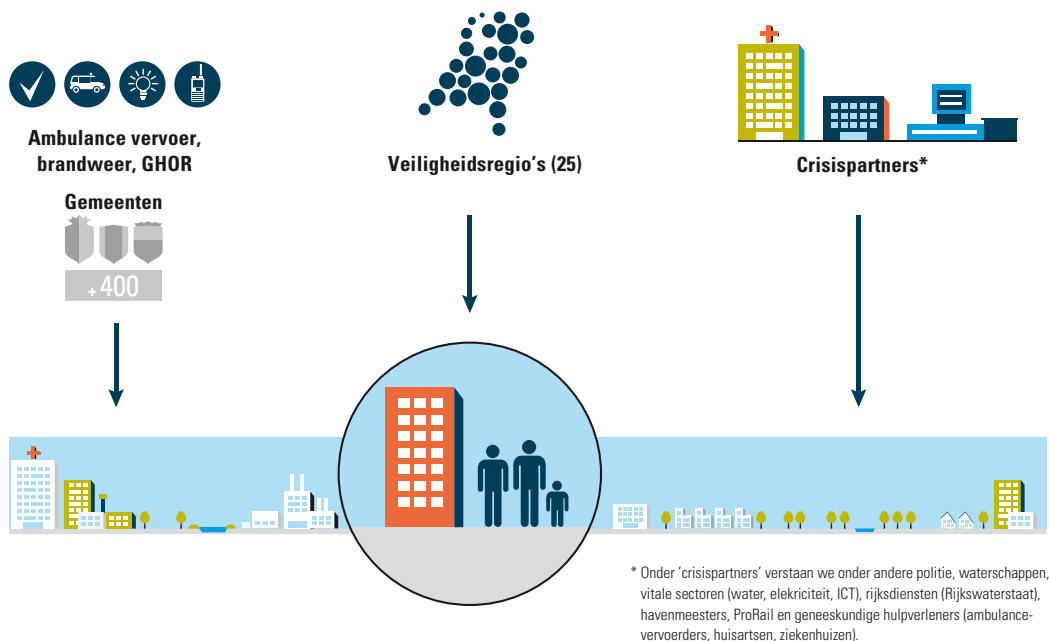 Ambulance vervoer,
brandweer, GHOR
Gemeenten
+400
Veiligheidsregio's (25)
Crisispartners*
* Onder 'crisispartners' verstaan we onder andere politie, waterschappen,
vitale sectoren (water, elekriciteit, ICT), rijksdiensten (Rijkswaterstaat),
havenmeesters, ProRail en geneeskundige hulpverleners (ambulance-
vervoerders, huisartsen, ziekenhuizen).